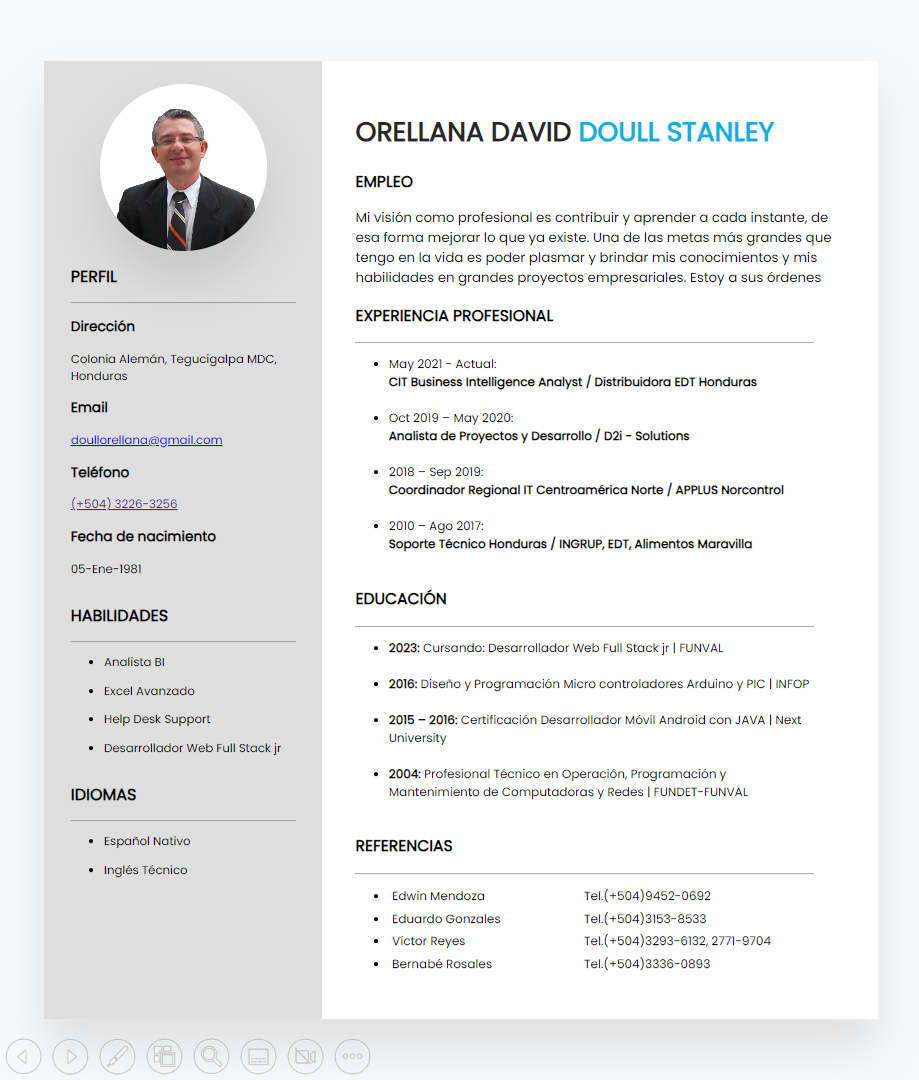 PERFIL
Dirección
Colonia Alemán, Tegucigalpa MDC,
Honduras
Email
doullorellana@gmail.com
Teléfono
(+504) 3226-3256
Fecha de nacimiento
05-Ene-1981
HABILIDADES
Analista BI
Excel Avanzado
Help Desk Support
Desarrollador Web Full Stack jr
IDIOMAS
Español Nativo
Inglés Técnico
ORELLANA DAVID DOULL STANLEY
EMPLEO
Mi visión como profesional es contribuir y aprender a cada instante, de
esa forma mejorar lo que ya existe. Una de las metas más grandes que
tengo en la vida es poder plasmar y brindar mis conocimientos y mis
habilidades en grandes proyectos empresariales. Estoy a sus órdenes
EXPERIENCIA PROFESIONAL
May 2021 - Actual:
CIT Business Intelligence Analyst / Distribuidora EDT Honduras
Oct 2019 – May 2020:
Analista de Proyectos y Desarrollo / D2i - Solutions
2018 – Sep 2019:
Coordinador Regional IT Centroamérica Norte / APPLUS Norcontrol
2010 – Ago 2017:
Soporte Técnico Honduras / INGRUP, EDT, Alimentos Maravilla
EDUCACIÓN
2023: Cursando: Desarrollador Web Full Stack jr | FUNVAL
2016: Diseño y Programación Micro controladores Arduino y PIC | INFOP
2015 – 2016: Certificación Desarrollador Móvil Android con JAVA | Next
University
2004: Profesional Técnico en Operación, Programación y
Mantenimiento de Computadoras y Redes | FUNDET-FUNVAL
REFERENCIAS
Edwin Mendoza Tel.(+504)9452-0692
Eduardo Gonzales Tel.(+504)3153-8533
Víctor Reyes Tel.(+504)3293-6132, 2771-9704
Bernabé Rosales Tel.(+504)3336-0893